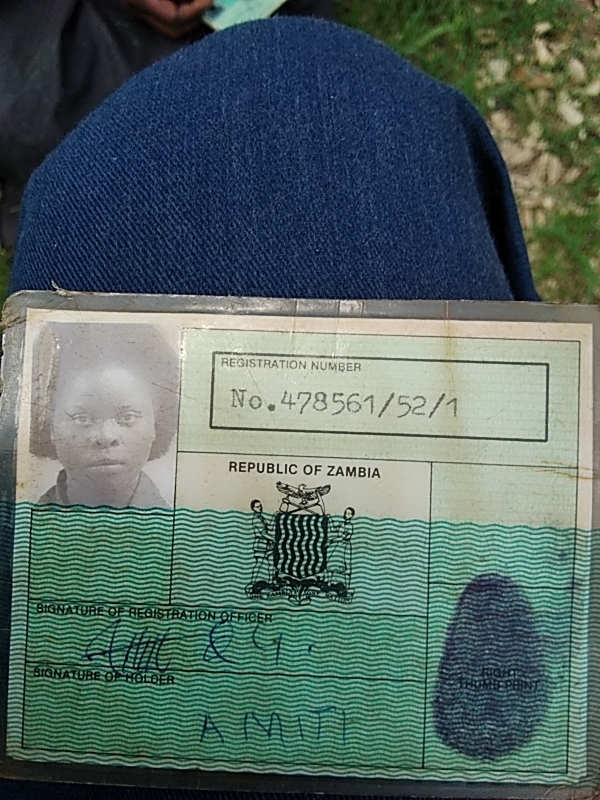 REGISTRATION NUMBER
No.478561/52/1
REPUBLIC OF ZAMBIA
SIGNATURE OF REGISTRATION OFFICER
SIGNATURE OF HOLDER
RIGHT
THUMB PRINT
A MITI